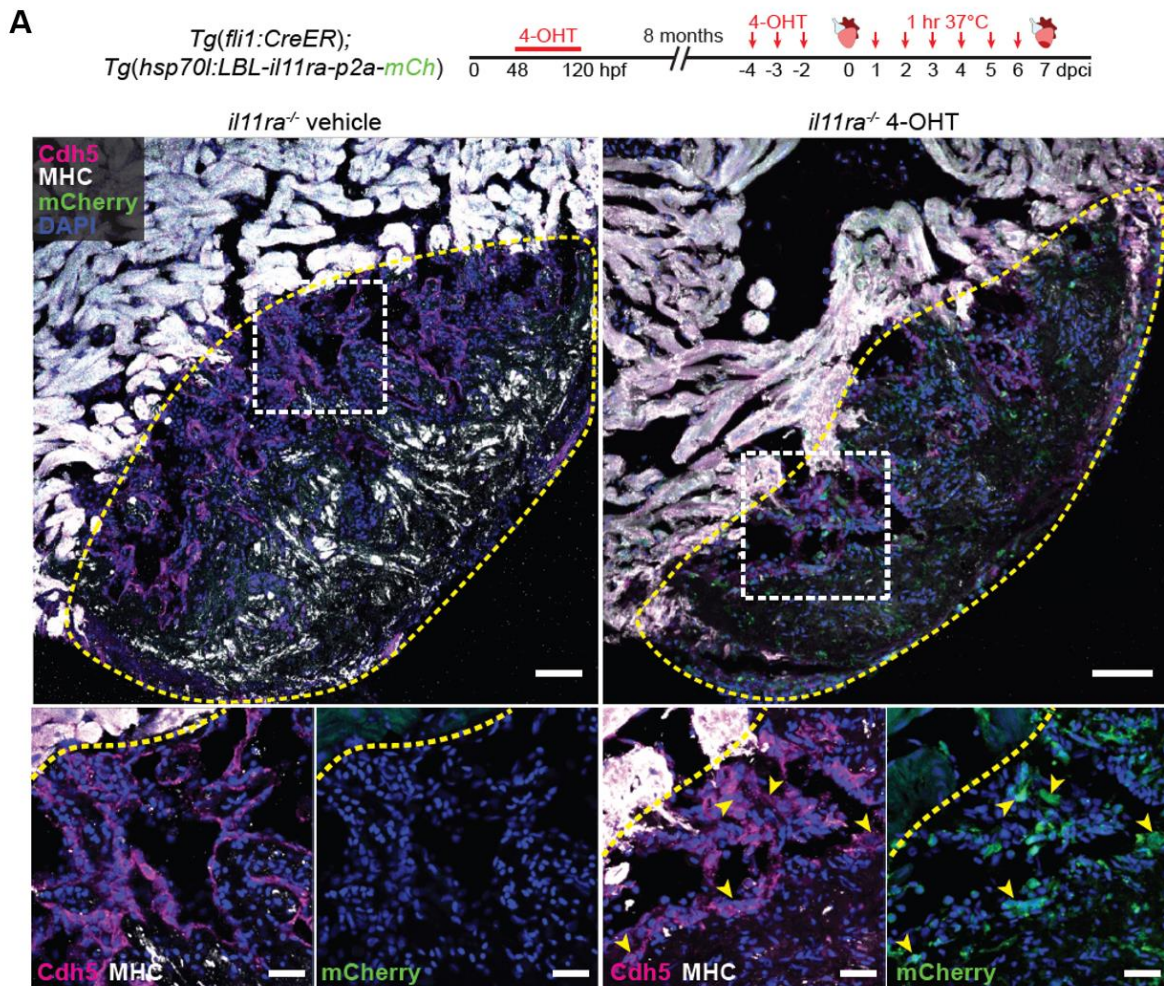 A
Tg(fli1:CreER);
Tg(hsp70l:LBL-il11ra-p2a-mCh)
4-OHT
8 months
4-OHT
1 hr 37°C
0 48 120 hpf
-4 -3 -2 0 1 2 3 4 5 6 7 dpci
il11ra-/- vehicle
il11ra-/- 4-OHT
Cdh5
MHC
mCherry
DAPI
Cdh5 MHC
mCherry
Cdh5 MHC
mCherry